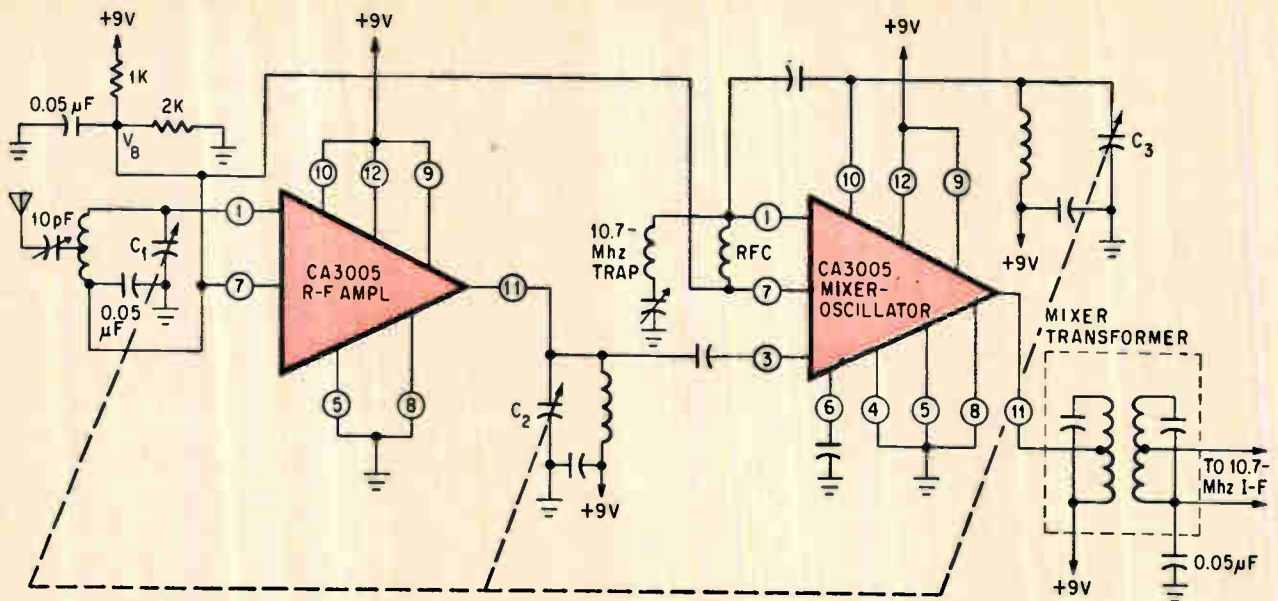 +9V
1K
0.05 µF
2K
V_B
10pF
C₁
0.05
µF
1
7
10
12
9
+9V
CA3005
R-F AMPL
5
8
11
C₂
+9V
10.7-
Mhz
TRAP
RFC
1
7
3
+9V
10
12
9
CA3005
MIXER-
OSCILLATOR
6
4
5
8
11
C₃
+9V
MIXER
TRANSFORMER
TO 10.7-
Mhz I-F
+9V
0.05µF